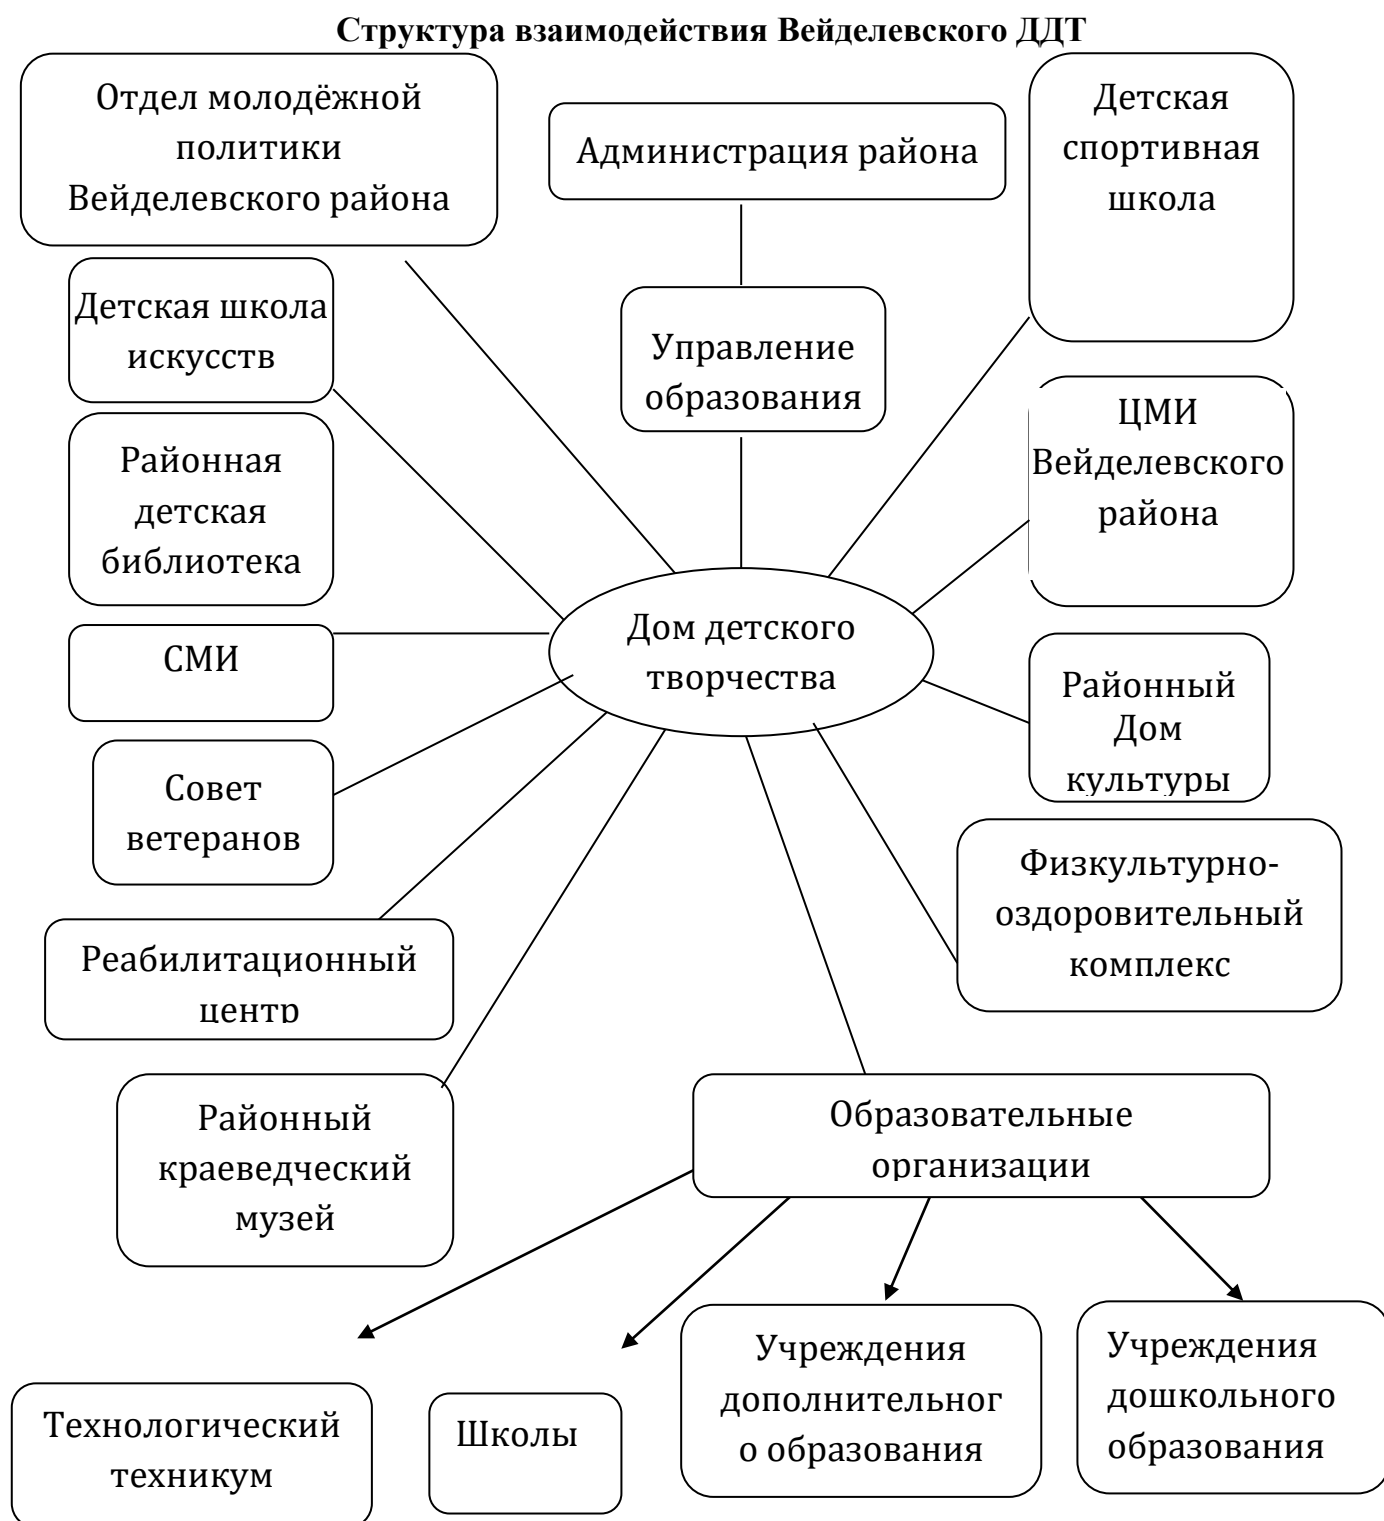 Структура взаимодействия Вейделевского ДДТ
Отдел молодёжной
политики
Вейделевского района
Администрация района
Детская
спортивная
школа
Детская школа
искусств
Управление
образования
ЦМИ
Вейделевского
района
Районная
детская
библиотека
Дом детского
творчества
СМИ
Районный
Дом
культуры
Совет
ветеранов
Физкультурно-
оздоровительный
комплекс
Реабилитационный
центр
Районный
краеведческий
музей
Образовательные
организации
Технологический
техникум
Школы
Учреждения
дополнительног
о образования
Учреждения
дошкольного
образования